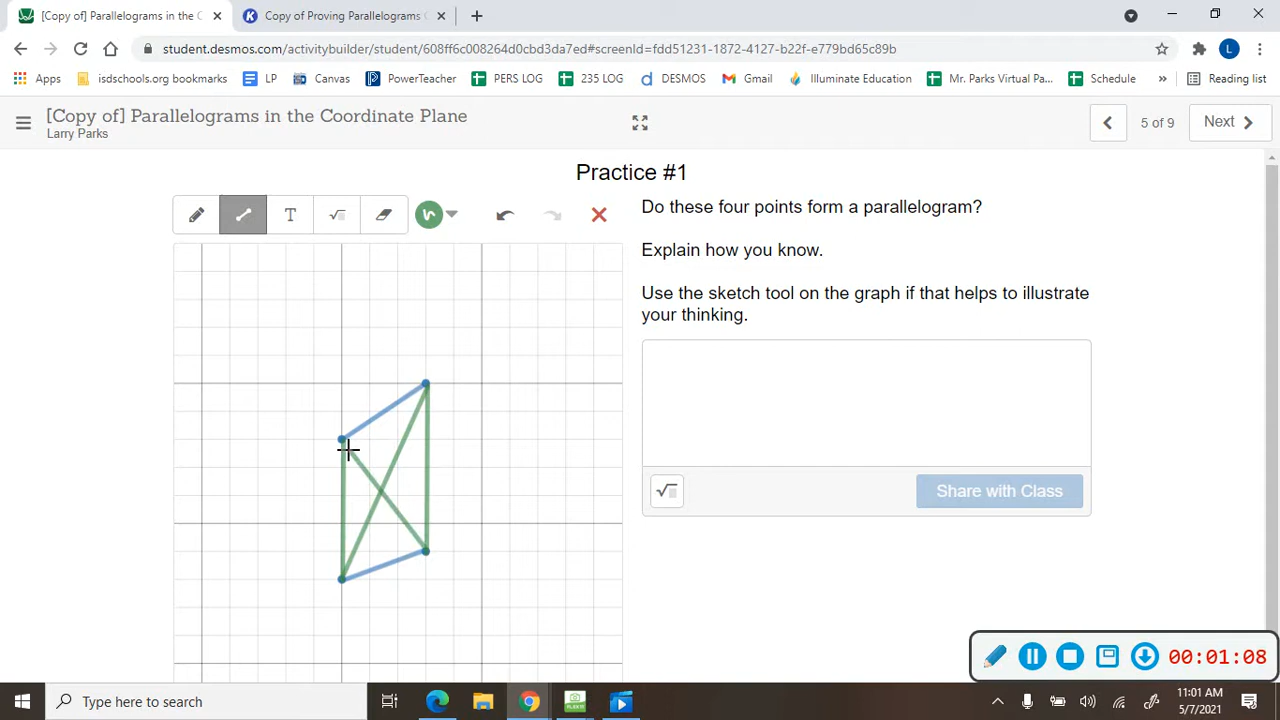 [Copy of] Parallelograms in the C
Copy of Proving Parallelograms
student.desmos.com/activitybuilder/student/608ff6c008264d0cbd3da7ed#screenId=fdd51231-1872-4127-b22f-e779bd65c89b
L
Apps
isdschools.org bookmarks
LP
Canvas
PowerTeacher
PERS LOG
235 LOG
DESMOS
Gmail
Illuminate Education
Mr. Parks Virtual Pa...
Schedule
»
Reading list
[Copy of] Parallelograms in the Coordinate Plane
Larry Parks
5 of 9
Next
Practice #1
T
Do these four points form a parallelogram?
Explain how you know.
Use the sketch tool on the graph if that helps to illustrate
your thinking.
Share with Class
00:01:08
Type here to search
11:01 AM
5/7/2021